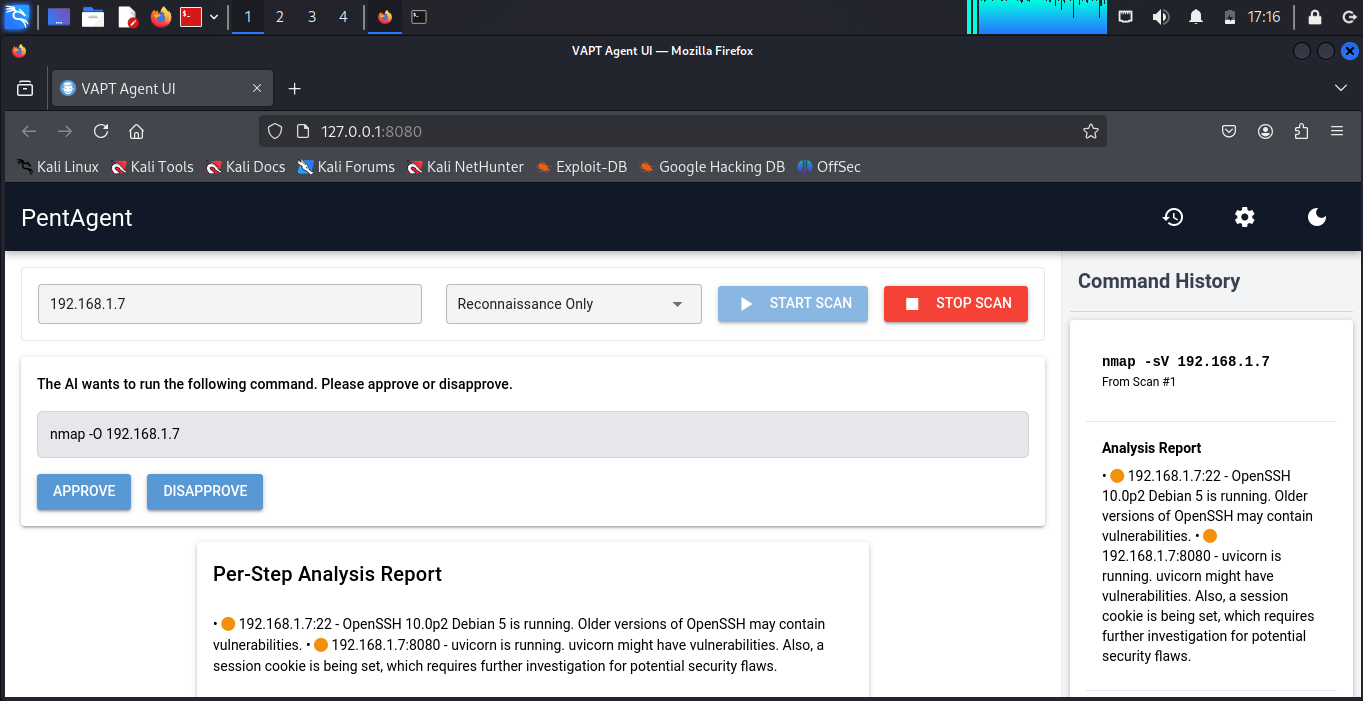 1 2 3 4
17:16
VAPT Agent UI — Mozilla Firefox
VAPT Agent UI
127.0.0.1:8080
Kali Linux Kali Tools Kali Docs Kali Forums Kali NetHunter Exploit-DB Google Hacking DB OffSec
PentAgent
192.168.1.7
Reconnaissance Only
START SCAN
STOP SCAN
The AI wants to run the following command. Please approve or disapprove.
nmap -O 192.168.1.7
APPROVE
DISAPPROVE
Per-Step Analysis Report
• 192.168.1.7:22 - OpenSSH 10.0p2 Debian 5 is running. Older versions of OpenSSH may contain
vulnerabilities. • 192.168.1.7:8080 - uvicorn is running. uvicorn might have vulnerabilities. Also, a
session cookie is being set, which requires further investigation for potential security flaws.
Command History
nmap -sV 192.168.1.7
From Scan #1
Analysis Report
• 192.168.1.7:22 - OpenSSH
10.0p2 Debian 5 is running. Older
versions of OpenSSH may contain
vulnerabilities. •
192.168.1.7:8080 - uvicorn is
running. uvicorn might have
vulnerabilities. Also, a session
cookie is being set, which requires
further investigation for potential
security flaws.